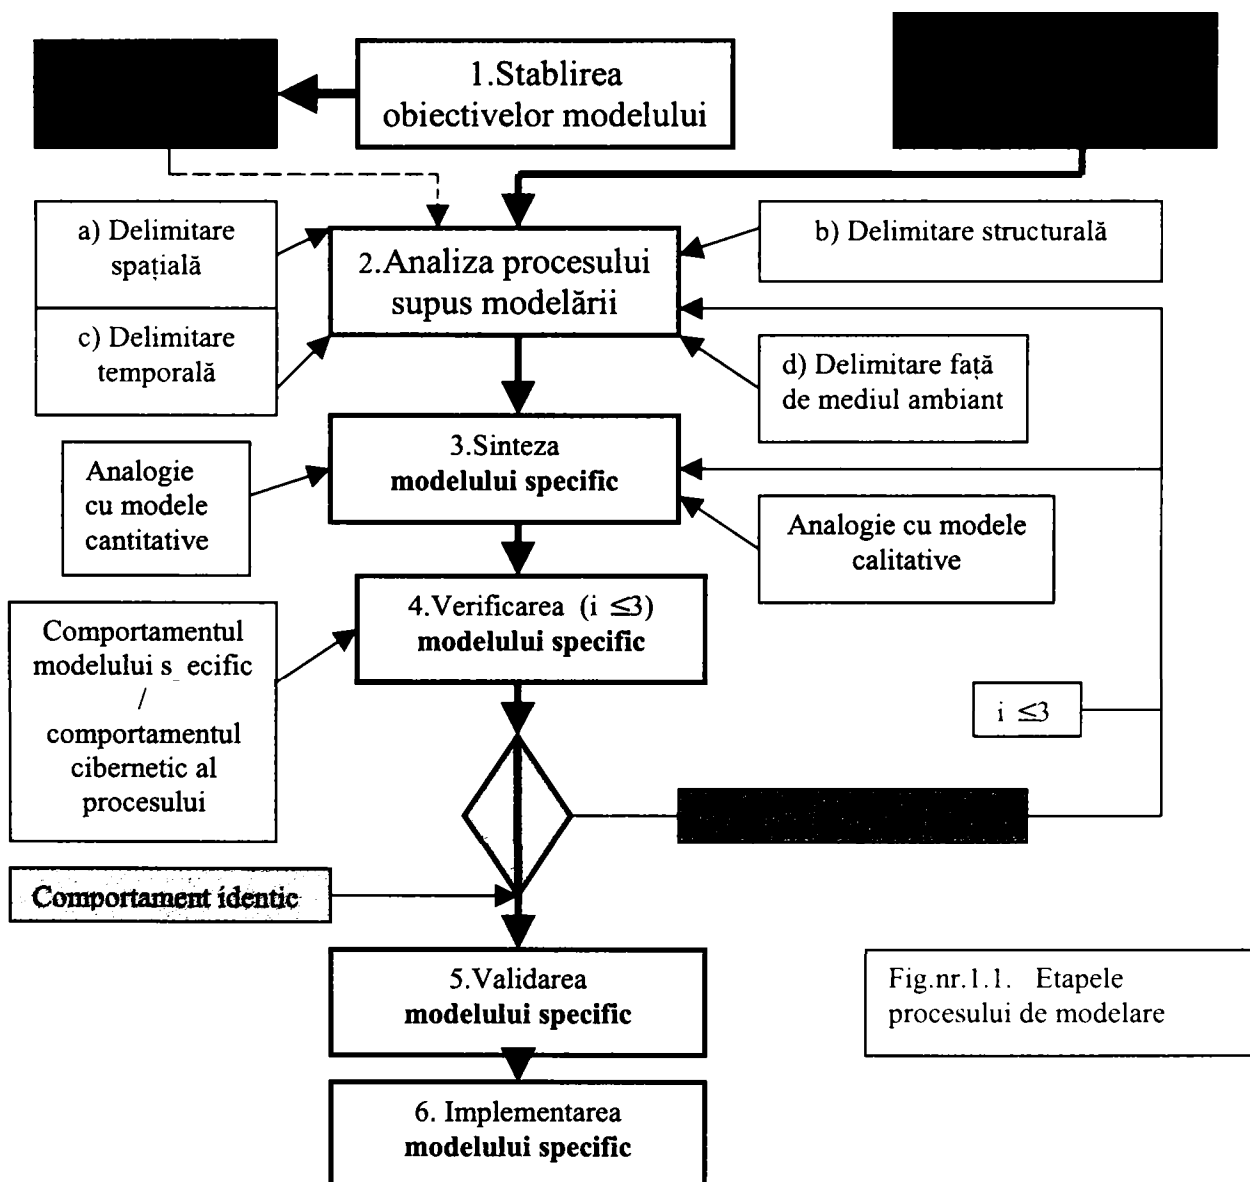 1.Stablirea
obiectivelor modelului
a) Delimitare
spațială
2.Analiza procesului
supus modelării
b) Delimitare structurală
c) Delimitare
temporală
d) Delimitare față
de mediul ambiant
3.Sinteza
modelului specific
Analogie
cu modele
cantitative
Analogie cu modele
calitative
4.Verificarea (i ≤3)
modelului specific
Comportamentul
modelului s_ecific
/
comportamentul
cibernetic al
procesului
i ≤3
Comportament identic
5.Validarea
modelului specific
Fig.nr.1.1. Etapele
procesului de modelare
6. Implementarea
modelului specific